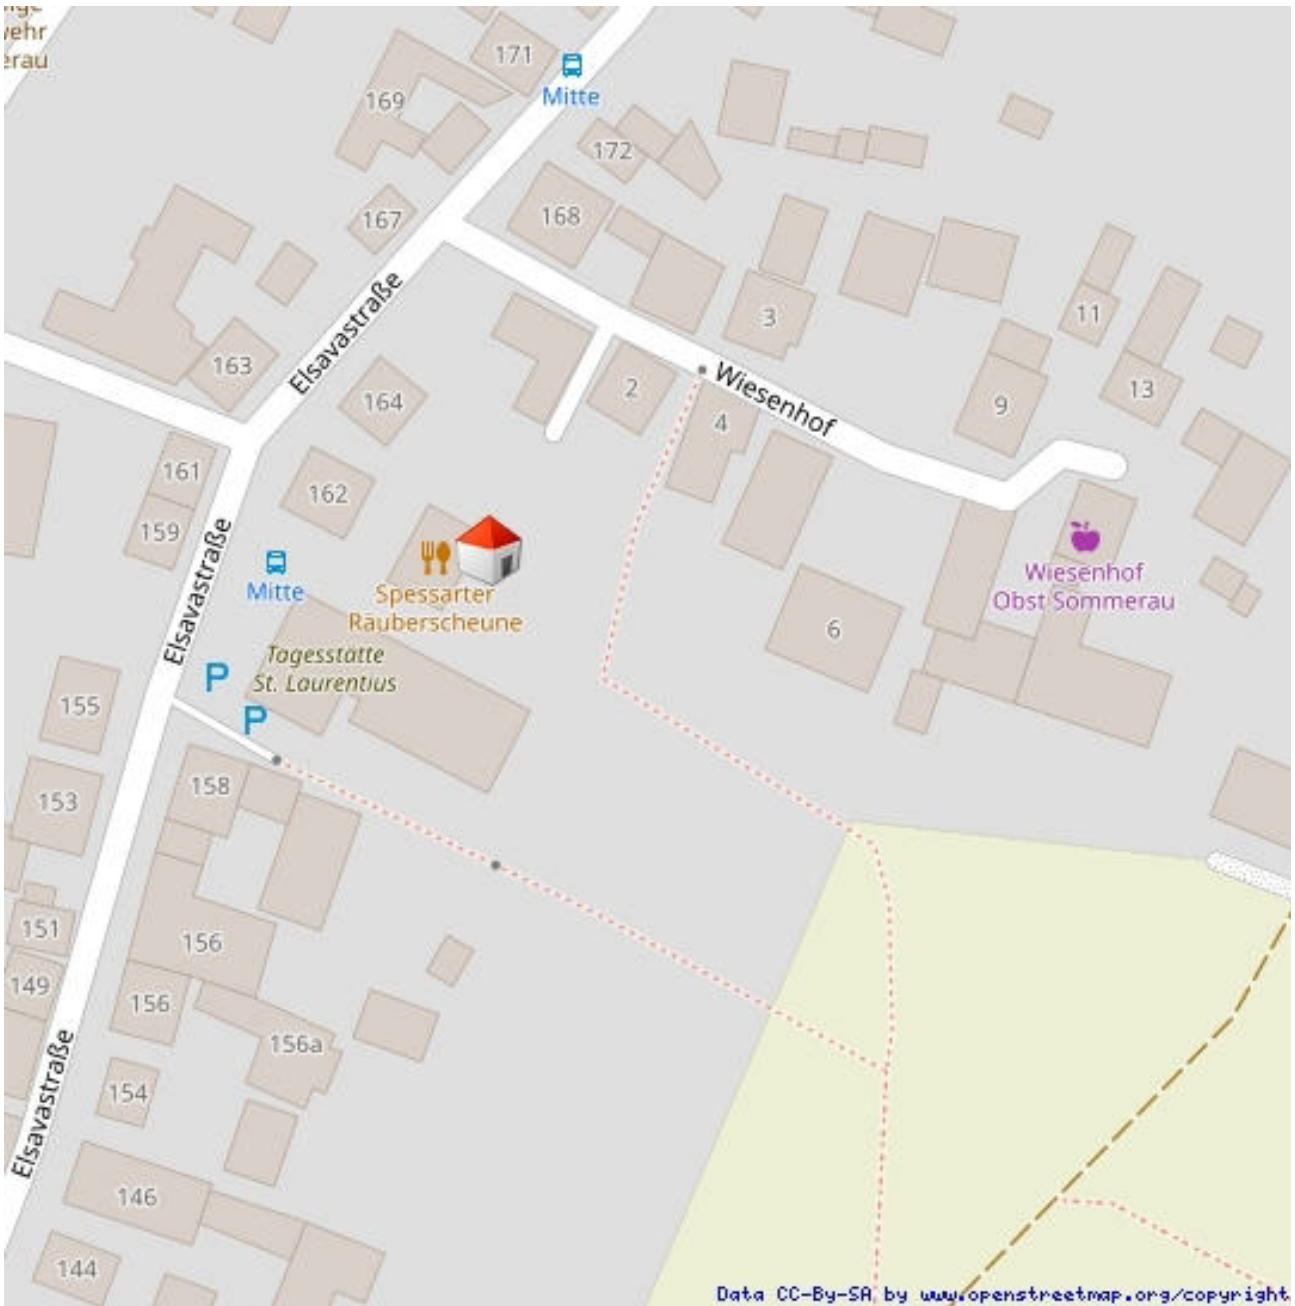 wehr
erau
171
Mitte
169
172
167
168
Elsavastraße
3
11
163
164
2
Wiesenhof
13
9
4
161
162
159
Elsavastraße
Mitte
Spessarter
Räuberscheune
Wiesenhof
Obst Sommerau
6
Tagesstätte
St. Laurentius
P
P
155
158
153
151
156
149
156
156a
154
Elsavastraße
146
144
Data CC-By-SA by www.openstreetmap.org/copyright